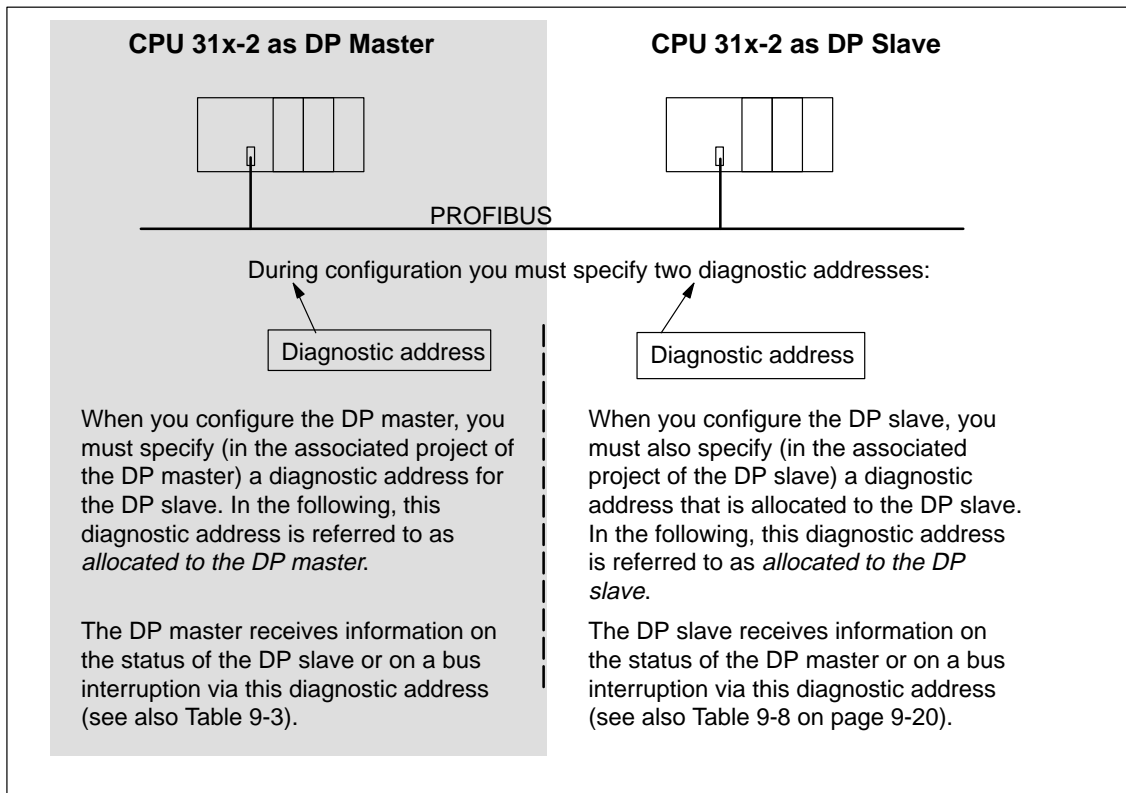 CPU 31x-2 as DP Master
CPU 31x-2 as DP Slave
PROFIBUS
During configuration you must specify two diagnostic addresses:
Diagnostic address
Diagnostic address
When you configure the DP master, you
must specify (in the associated project of
the DP master) a diagnostic address for
the DP slave. In the following, this
diagnostic address is referred to as
allocated to the DP master.
The DP master receives information on
the status of the DP slave or on a bus
interruption via this diagnostic address
(see also Table 9-3).
When you configure the DP slave, you
must also specify (in the associated
project of the DP slave) a diagnostic
address that is allocated to the DP slave.
In the following, this diagnostic address
is referred to as allocated to the DP
slave.
The DP slave receives information on
the status of the DP master or on a bus
interruption via this diagnostic address
(see also Table 9-8 on page 9-20).